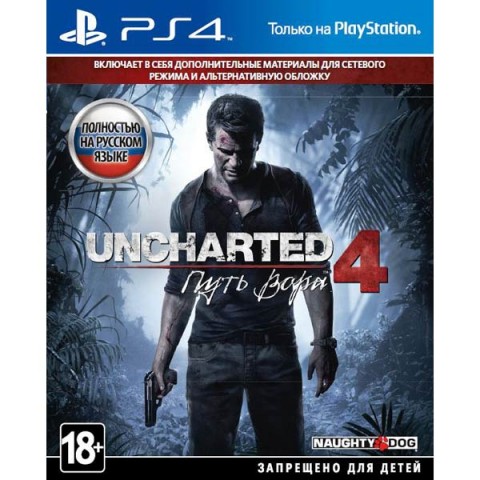 PS4
Только на PlayStation®
ВКЛЮЧАЕТ В СЕБЯ ДОПОЛНИТЕЛЬНЫЕ МАТЕРИАЛЫ ДЛЯ СЕТЕВОГО
РЕЖИМА И АЛЬТЕРНАТИВНУЮ ОБЛОЖКУ
ПОЛНОСТЬЮ
НА РУССКОМ
ЯЗЫКЕ
UNCHARTED 4
Путь вора
18+
NAUGHTY DOG
ЗАПРЕЩЕНО ДЛЯ ДЕТЕЙ